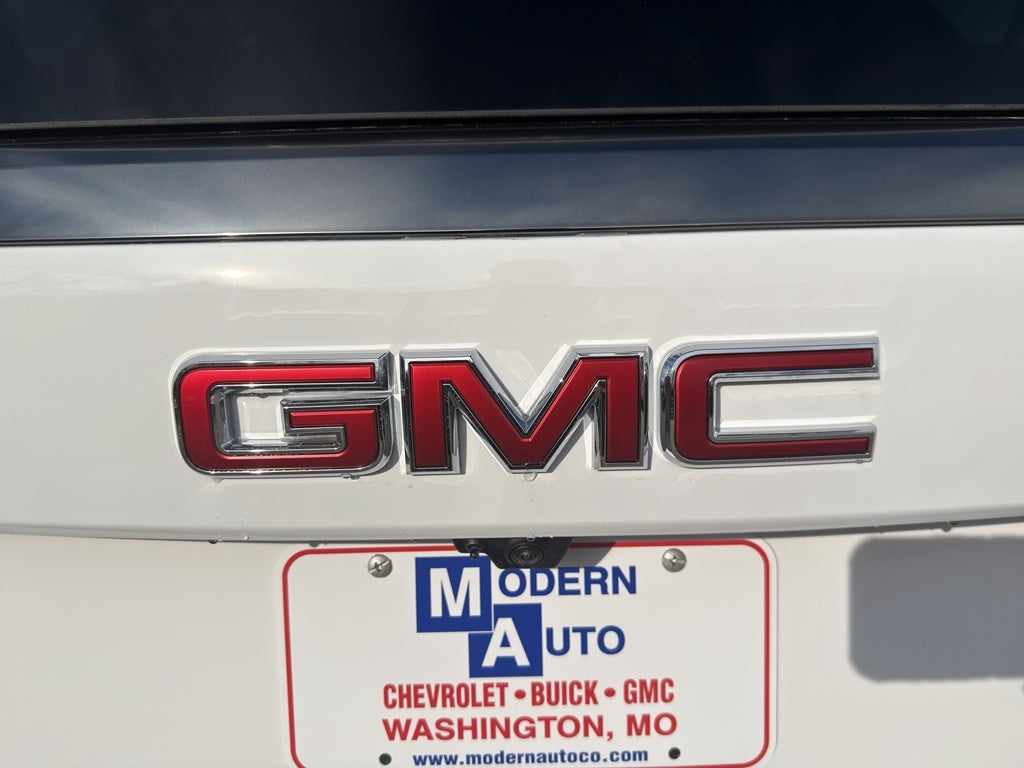 GMC
MODERN
AUTO
CHEVROLET • BUICK • GMC
WASHINGTON, MO
www.modernautoco.com